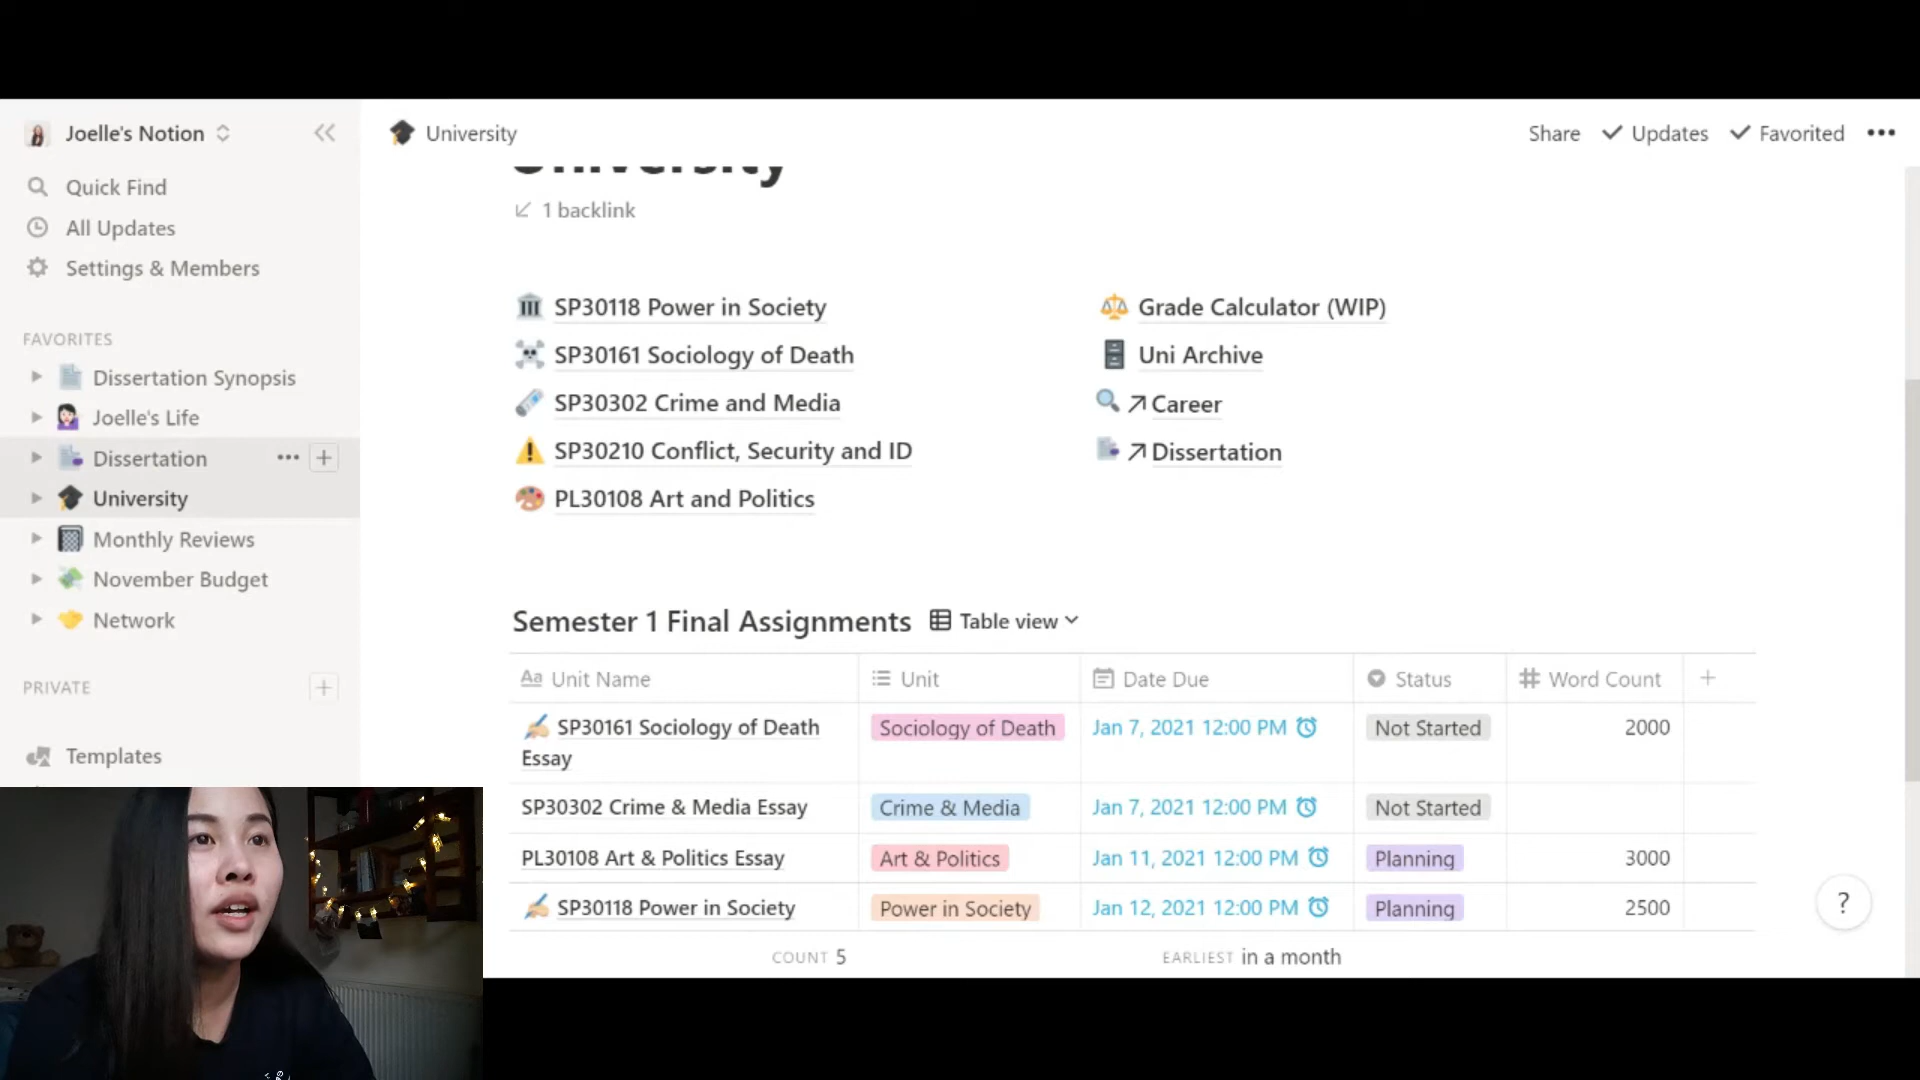 Joelle's Notion
University
Share
Updates
Favorited
Quick Find
All Updates
Settings & Members
FAVORITES
Dissertation Synopsis
Joelle's Life
Dissertation
University
Monthly Reviews
November Budget
Network
PRIVATE
Templates
University
1 backlink
SP30118 Power in Society
SP30161 Sociology of Death
SP30302 Crime and Media
SP30210 Conflict, Security and ID
PL30108 Art and Politics
Grade Calculator (WIP)
Uni Archive
Career
Dissertation
Semester 1 Final Assignments Table view
Aa Unit Name Unit Date Due Status # Word Count +
SP30161 Sociology of Death Sociology of Death Jan 7, 2021 12:00 PM Not Started 2000
Essay
SP30302 Crime & Media Essay Crime & Media Jan 7, 2021 12:00 PM Not Started
PL30108 Art & Politics Essay Art & Politics Jan 11, 2021 12:00 PM Planning 3000
SP30118 Power in Society Power in Society Jan 12, 2021 12:00 PM Planning 2500
COUNT 5 EARLIEST in a month
?